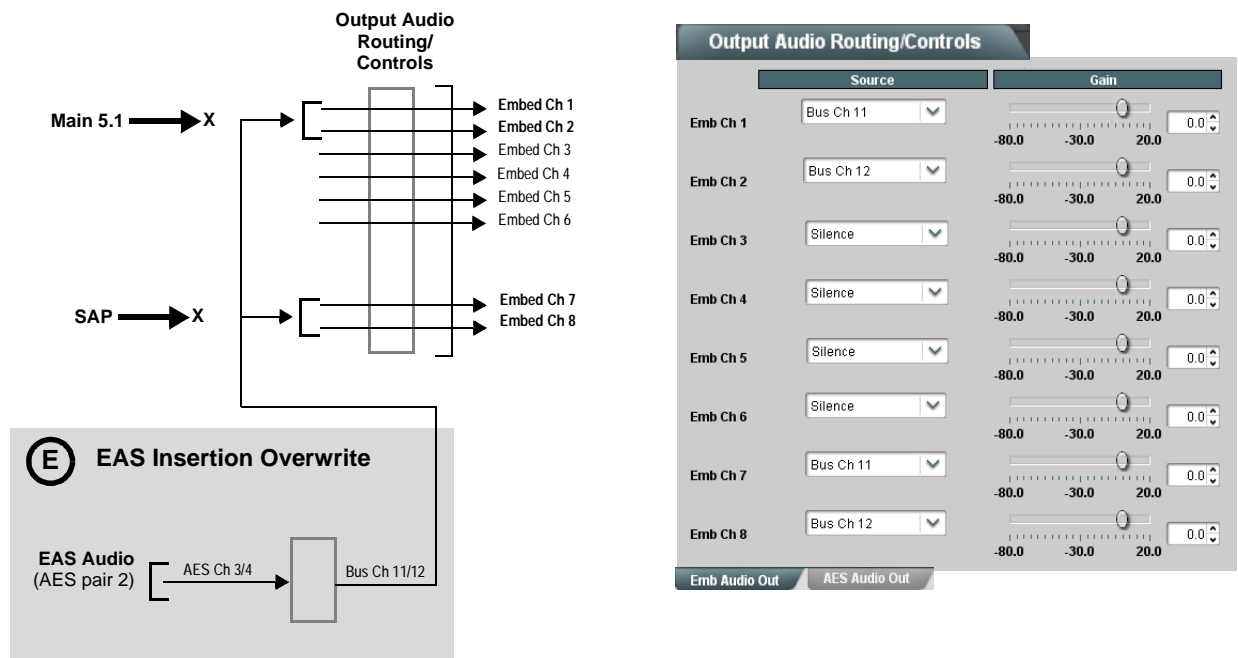 Output Audio
Routing/
Controls
Main 5.1
X
Embed Ch 1
Embed Ch 2
Embed Ch 3
Embed Ch 4
Embed Ch 5
Embed Ch 6
SAP
X
Embed Ch 7
Embed Ch 8
E
EAS Insertion Overwrite
EAS Audio
(AES pair 2)
AES Ch 3/4
Bus Ch 11/12
Output Audio Routing/Controls
Source Gain
Emb Ch 1 Bus Ch 11 0.0
-80.0 -30.0 20.0
Emb Ch 2 Bus Ch 12 0.0
-80.0 -30.0 20.0
Emb Ch 3 Silence 0.0
-80.0 -30.0 20.0
Emb Ch 4 Silence 0.0
-80.0 -30.0 20.0
Emb Ch 5 Silence 0.0
-80.0 -30.0 20.0
Emb Ch 6 Silence 0.0
-80.0 -30.0 20.0
Emb Ch 7 Bus Ch 11 0.0
-80.0 -30.0 20.0
Emb Ch 8 Bus Ch 12 0.0
-80.0 -30.0 20.0
Emb Audio Out AES Audio Out